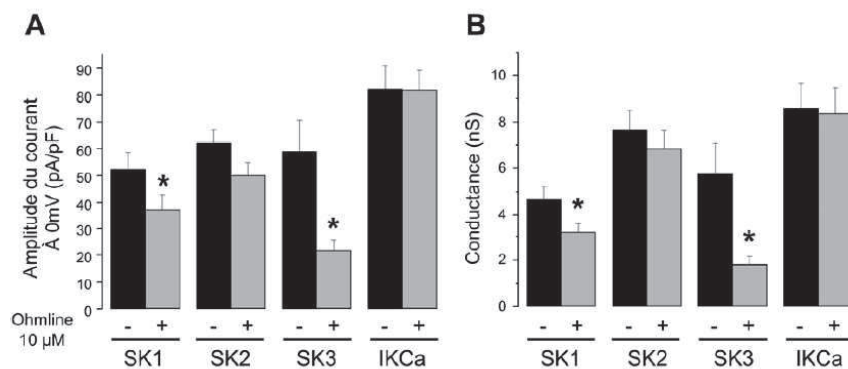 A
Amplitude du courant
À 0mV (pA/pF)
90
80
70
60
50
40
30
20
10
0
*
*
Ohmline
10 µM
- + - + - + - +
SK1 SK2 SK3 IKCa
B
Conductance (nS)
10
8
6
4
2
0
*
*
- + - + - + - +
SK1 SK2 SK3 IKCa